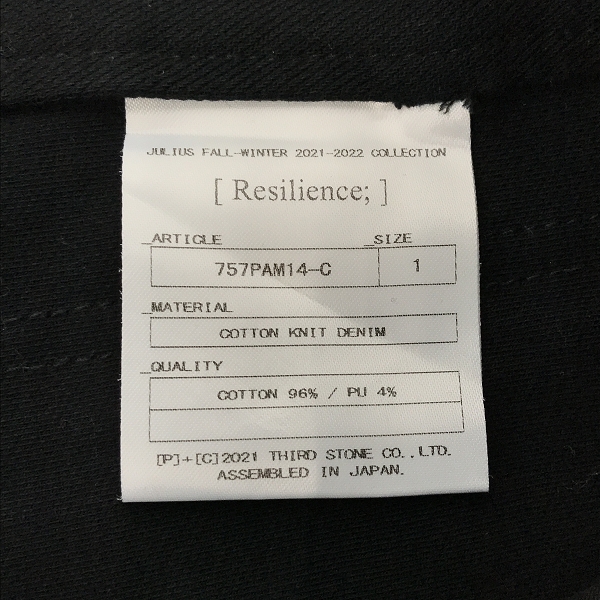 JULIUS FALL-WINTER 2021-2022 COLLECTION
[ Resilience; ]
_ARTICLE _SIZE
757PAM14-C 1
_MATERIAL
COTTON KNIT DENIM
_QUALITY
COTTON 96% / PU 4%
[P]+[C]2021 THIRD STONE CO.,LTD.
ASSEMBLED IN JAPAN.